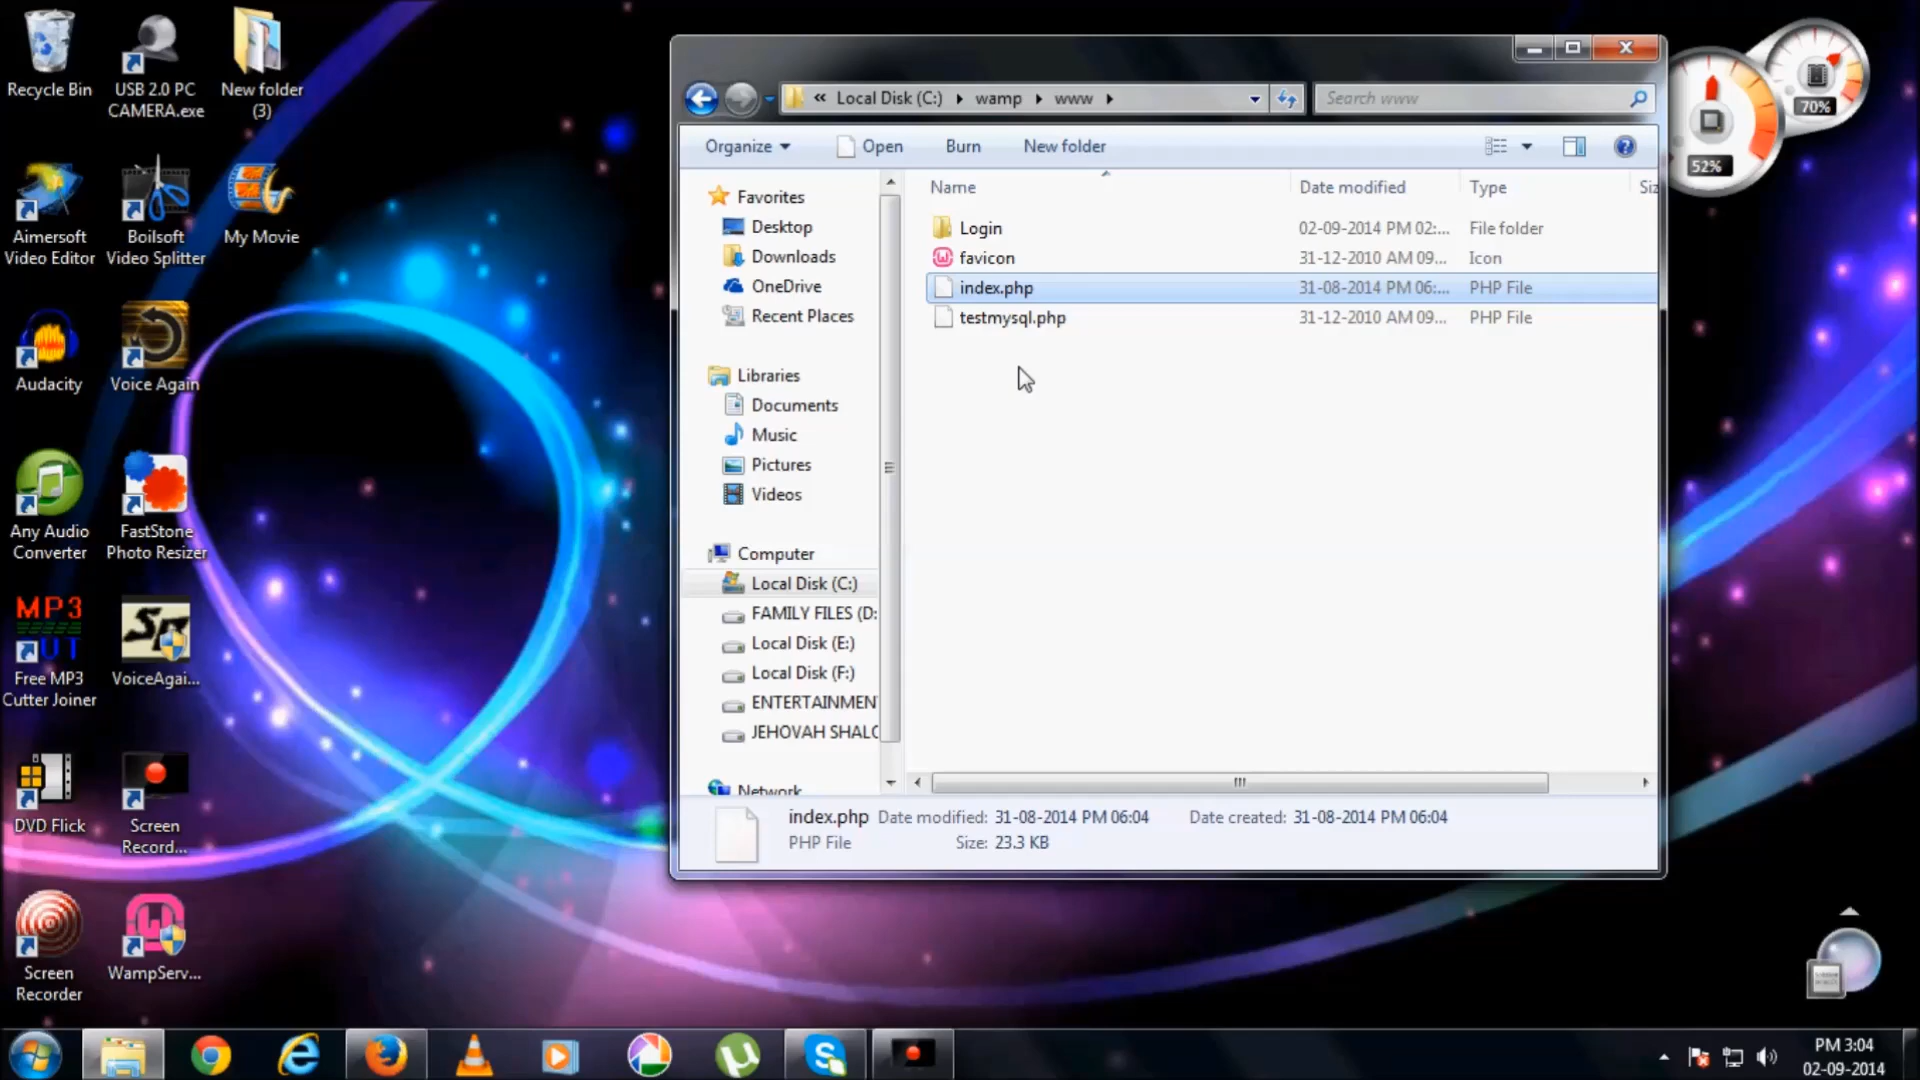 Recycle Bin
USB 2.0 PC
CAMERA.exe
New folder
(3)
Aimersoft
Video Editor
Boilsoft
Video Splitter
My Movie
Audacity
Voice Again
Any Audio
Converter
FastStone
Photo Resizer
MP3
UT
Free MP3
Cutter Joiner
VoiceAgai...
DVD Flick
Screen
Record...
Screen
Recorder
WampServ...
« Local Disk (C:) wamp www
Search www
Organize Open Burn New folder
Favorites
Desktop
Downloads
OneDrive
Recent Places
Libraries
Documents
Music
Pictures
Videos
Computer
Local Disk (C:)
FAMILY FILES (D:
Local Disk (E:)
Local Disk (F:)
ENTERTAINMEN
JEHOVAH SHALO
Network
Name Date modified Type Siz
Login 02-09-2014 PM 02:... File folder
favicon 31-12-2010 AM 09... Icon
index.php 31-08-2014 PM 06:... PHP File
testmysql.php 31-12-2010 AM 09... PHP File
index.php Date modified: 31-08-2014 PM 06:04 Date created: 31-08-2014 PM 06:04
PHP File Size: 23.3 KB
70%
52%
PM 3:04
02-09-2014